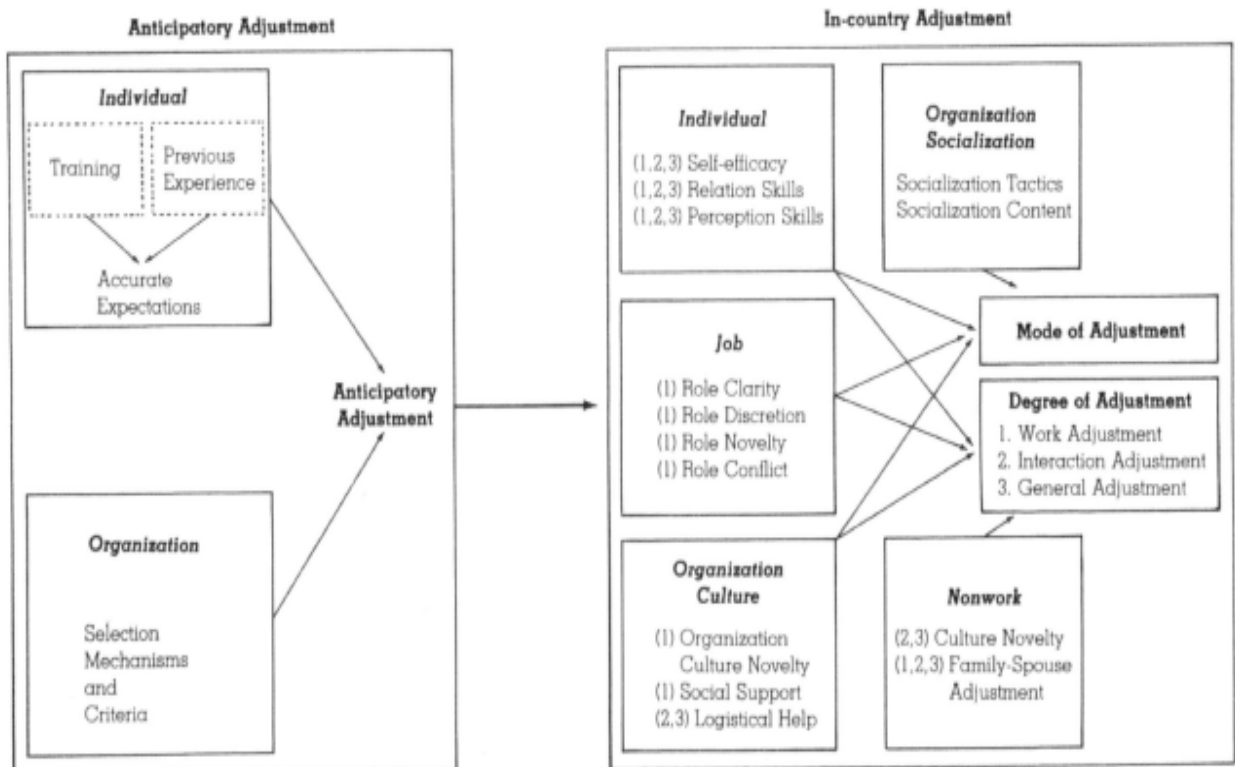 Anticipatory Adjustment
Individual
Training
Previous
Experience
Accurate
Expectations
Anticipatory
Adjustment
Organization
Selection
Mechanisms
and
Criteria
In-country Adjustment
Individual
(1,2,3) Self-efficacy
(1,2,3) Relation Skills
(1,2,3) Perception Skills
Organization
Socialization
Socialization Tactics
Socialization Content
Job
(1) Role Clarity
(1) Role Discretion
(1) Role Novelty
(1) Role Conflict
Mode of Adjustment
Degree of Adjustment
1. Work Adjustment
2. Interaction Adjustment
3. General Adjustment
Organization
Culture
(1) Organization
Culture Novelty
(1) Social Support
(2,3) Logistical Help
Nonwork
(2,3) Culture Novelty
(1,2,3) Family-Spouse
Adjustment